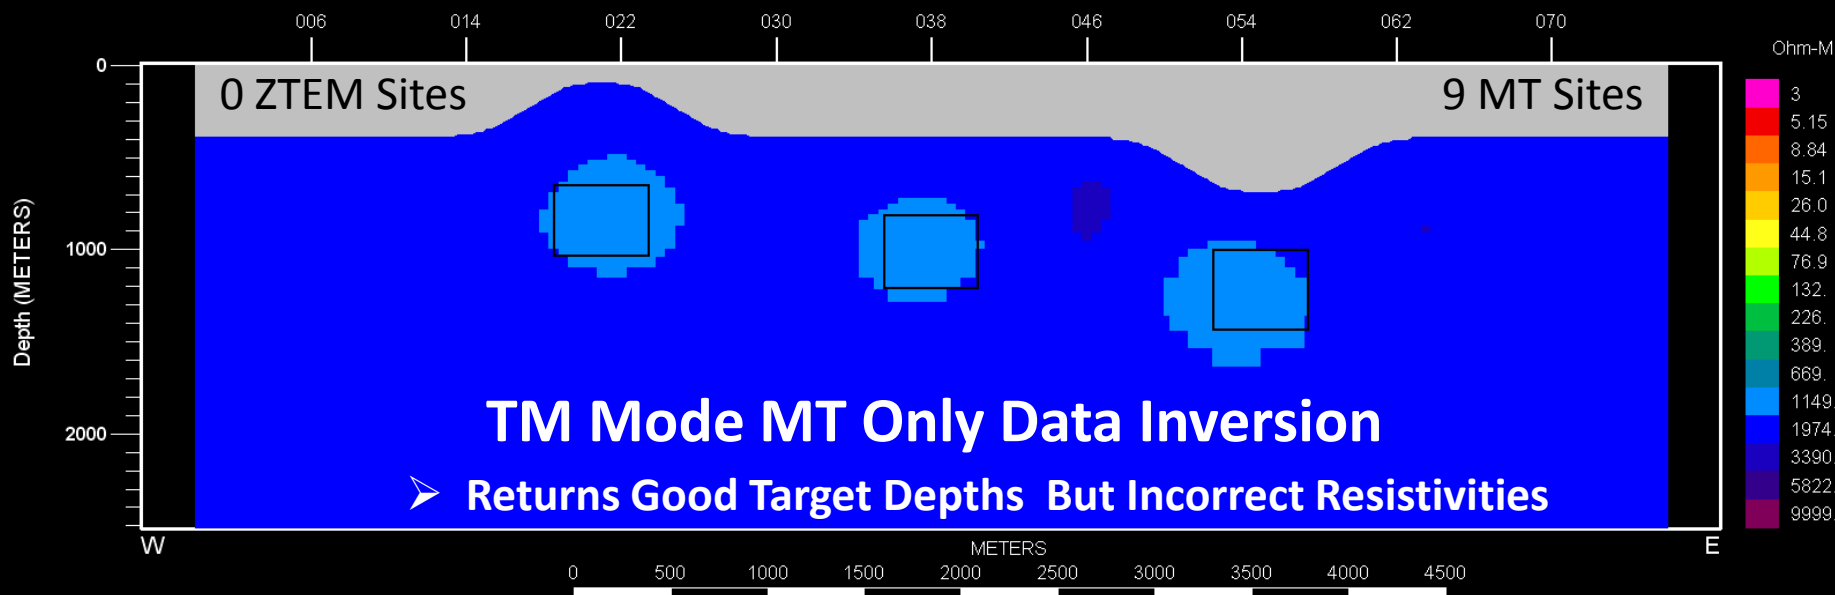 006 014 022 030 038 046 054 062 070
Ohm-M
0
0 ZTEM Sites 9 MT Sites
3
5.15
8.84
15.1
26.0
44.8
76.9
132.
226.
389.
669.
1149.
1974.
3390.
5822.
9999.
Depth (METERS)
1000
2000
TM Mode MT Only Data Inversion
➢ Returns Good Target Depths But Incorrect Resistivities
W METERS E
0 500 1000 1500 2000 2500 3000 3500 4000 4500